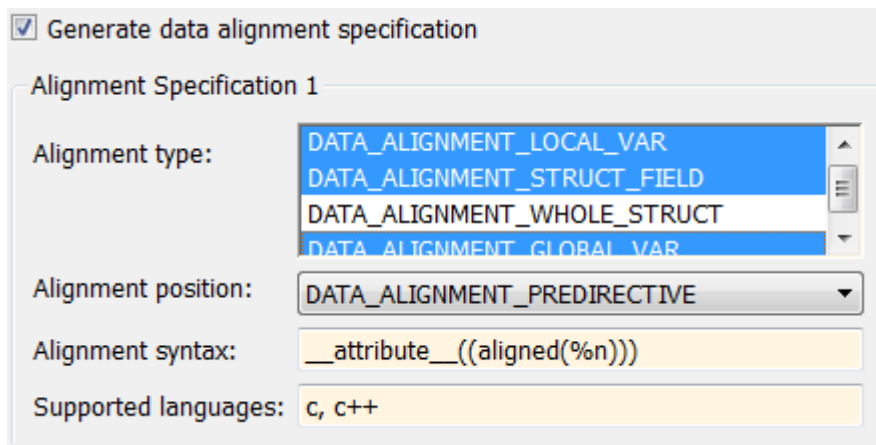 Generate data alignment specification
Alignment Specification 1
Alignment type:
DATA_ALIGNMENT_LOCAL_VAR
DATA_ALIGNMENT_STRUCT_FIELD
DATA_ALIGNMENT_WHOLE_STRUCT
DATA_ALIGNMENT_GLOBAL_VAR
Alignment position: DATA_ALIGNMENT_PREDIRECTIVE
Alignment syntax: __attribute__((aligned(%n)))
Supported languages: c, c++